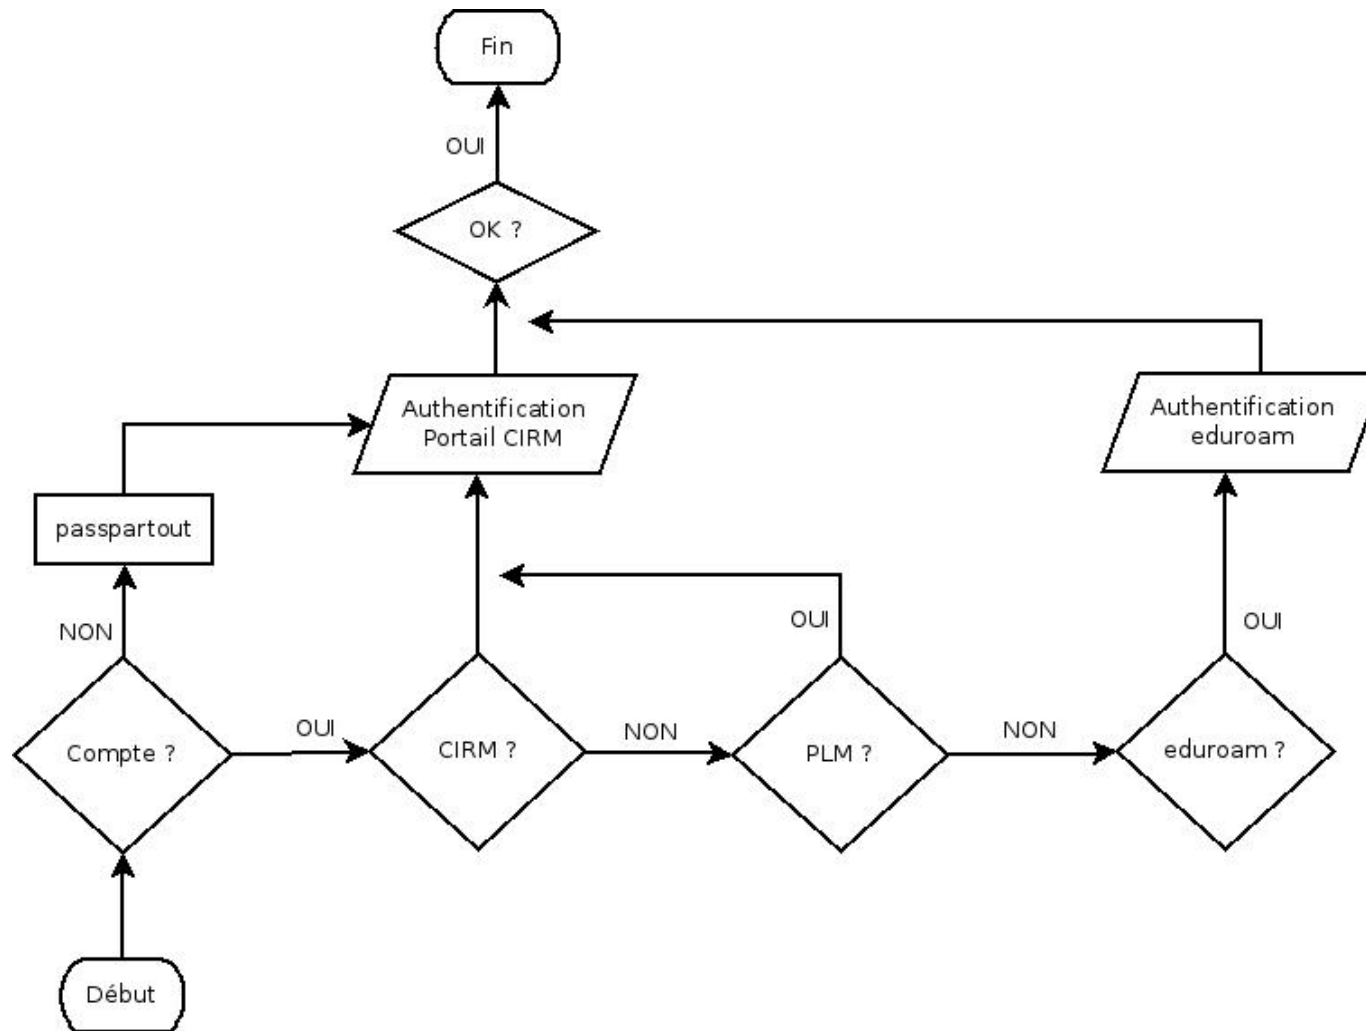 Fin
OUI
OK ?
Authentification
Portail CIRM
Authentification
eduroam
passpartout
NON
OUI
OUI
Compte ?
OUI
CIRM ?
NON
PLM ?
NON
eduroam ?
Début